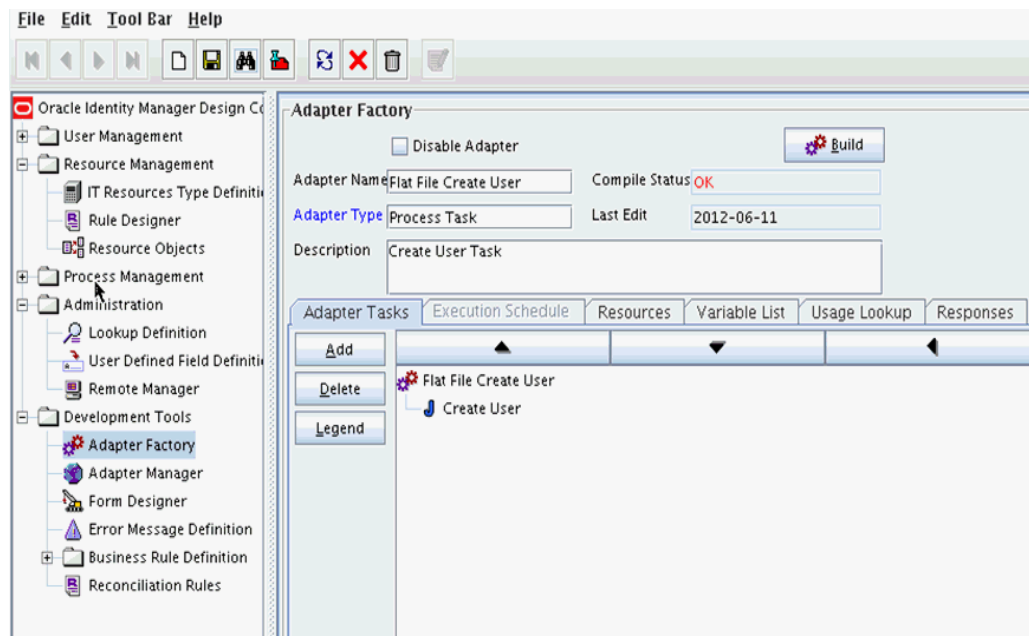 File Edit Tool Bar Help
Oracle Identity Manager Design Co
User Management
Resource Management
IT Resources Type Definiti
Rule Designer
Resource Objects
Process Management
Administration
Lookup Definition
User Defined Field Definiti
Remote Manager
Development Tools
Adapter Factory
Adapter Manager
Form Designer
Error Message Definition
Business Rule Definition
Reconciliation Rules
Adapter Factory
Disable Adapter
Build
Adapter Name Flat File Create User Compile Status OK
Adapter Type Process Task Last Edit 2012-06-11
Description Create User Task
Adapter Tasks Execution Schedule Resources Variable List Usage Lookup Responses
Add
Delete
Legend
Flat File Create User
Create User